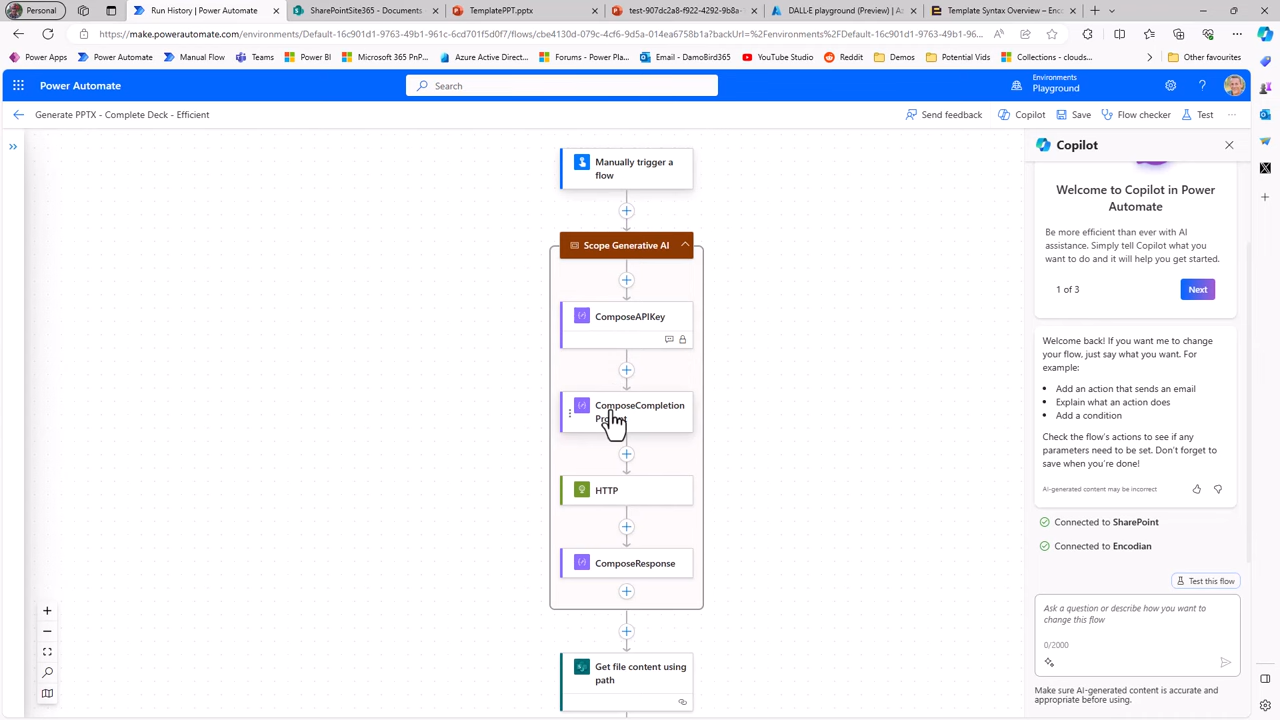 Personal
Run History | Power Automate
SharePointSite365 - Documents
TemplatePPT.pptx
test-907dc2a8-f922-4292-9b8a-
DALL-E playground (Preview) | A
Template Syntax Overview – Enco
https://make.powerautomate.com/environments/Default-16c901d1-9763-49b1-961c-6cd701f5d0f7/flows/cbe4130d-079c-4cf6-9d5a-014ea6758b1a?backUrl=%2Fenvironments%2FDefault-16c901d1-9763-49b1-96...
Power Apps
Power Automate
Manual Flow
Teams
Power BI
Microsoft 365 PnP...
Azure Active Direct...
Forums - Power Pla...
Email - DamoBird365
YouTube Studio
Reddit
Demos
Potential Vids
Collections - clouds...
Other favourites
Power Automate
Search
Environments
Playground
Generate PPTX - Complete Deck - Efficient
Send feedback
Copilot
Save
Flow checker
Test
Manually trigger a
flow
Scope Generative AI
ComposeAPIKey
ComposeCompletion
HTTP
ComposeResponse
Get file content using
path
Copilot
Welcome to Copilot in Power
Automate
Be more efficient than ever with AI
assistance. Simply tell Copilot what you
want to do and it will help you get started.
1 of 3
Next
Welcome back! If you want me to change
your flow, just say what you want. For
example:
• Add an action that sends an email
• Explain what an action does
• Add a condition
Check the flow's actions to see if any
parameters need to be set. Don't forget to
save when you're done!
AI-generated content may be incorrect
Connected to SharePoint
Connected to Encodian
Test this flow
Ask a question or describe how you want to
change this flow
0/2000
Make sure AI-generated content is accurate and
appropriate before using.